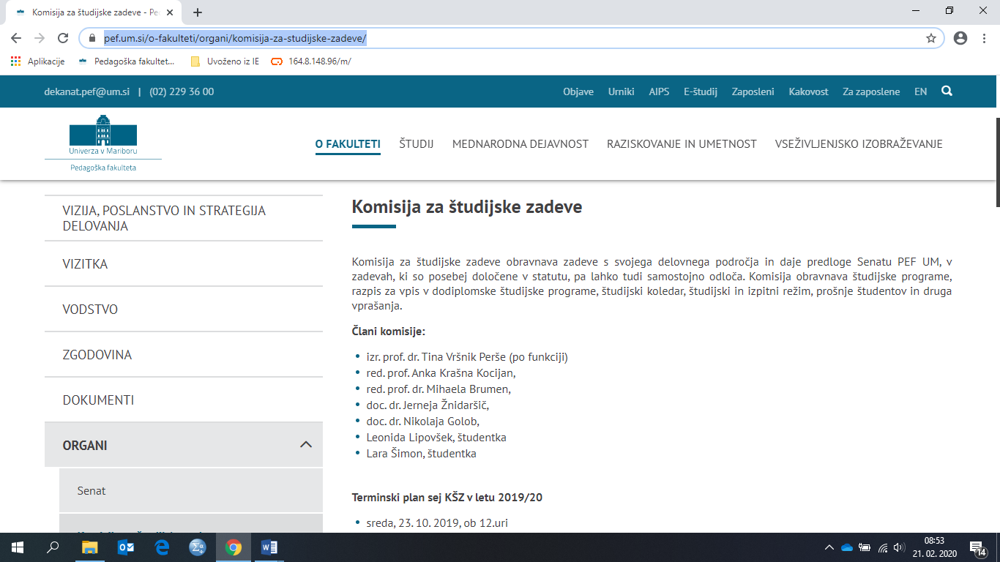 Komisija za študijske zadeve - Pe
pef.um.si/o-fakulteti/organi/komisija-za-studijske-zadeve/
Aplikacije
Pedagoška fakultet...
Uvoženo iz IE
164.8.148.96/m/
dekanat.pef@um.si | (02) 229 36 00
Objave Urniki AIPS E-študij Zaposleni Kakovost Za zaposlene EN
Univerza v Mariboru
Pedagoška fakulteta
O FAKULTETI ŠTUDIJ MEDNARODNA DEJAVNOST RAZISKOVANJE IN UMETNOST VSEŽIVLJENJSKO IZOBRAŽEVANJE
VIZIJA, POSLANSTVO IN STRATEGIJA
DELOVANJA
VIZITKA
VODSTVO
ZGODOVINA
DOKUMENTI
ORGANI
Senat
Komisija za študijske zadeve
Komisija za študijske zadeve obravnava zadeve s svojega delovnega področja in daje predloge Senatu PEF UM, v
zadevah, ki so posebej določene v statutu, pa lahko tudi samostojno odloča. Komisija obravnava študijske programe,
razpis za vpis v dodiplomske študijske programe, študijski koledar, študijski in izpitni režim, prošnje študentov in druga
vprašanja.
Člani komisije:
izr. prof. dr. Tina Vršnik Perše (po funkciji)
red. prof. Anka Krašna Kocijan,
red. prof. dr. Mihaela Brumen,
doc. dr. Jerneja Žnidaršič,
doc. dr. Nikolaja Golob,
Leonida Lipovšek, študentka
Lara Šimon, študentka
Terminski plan sej KŠZ v letu 2019/20
sreda, 23. 10. 2019, ob 12.uri
08:53
21. 02. 2020
14